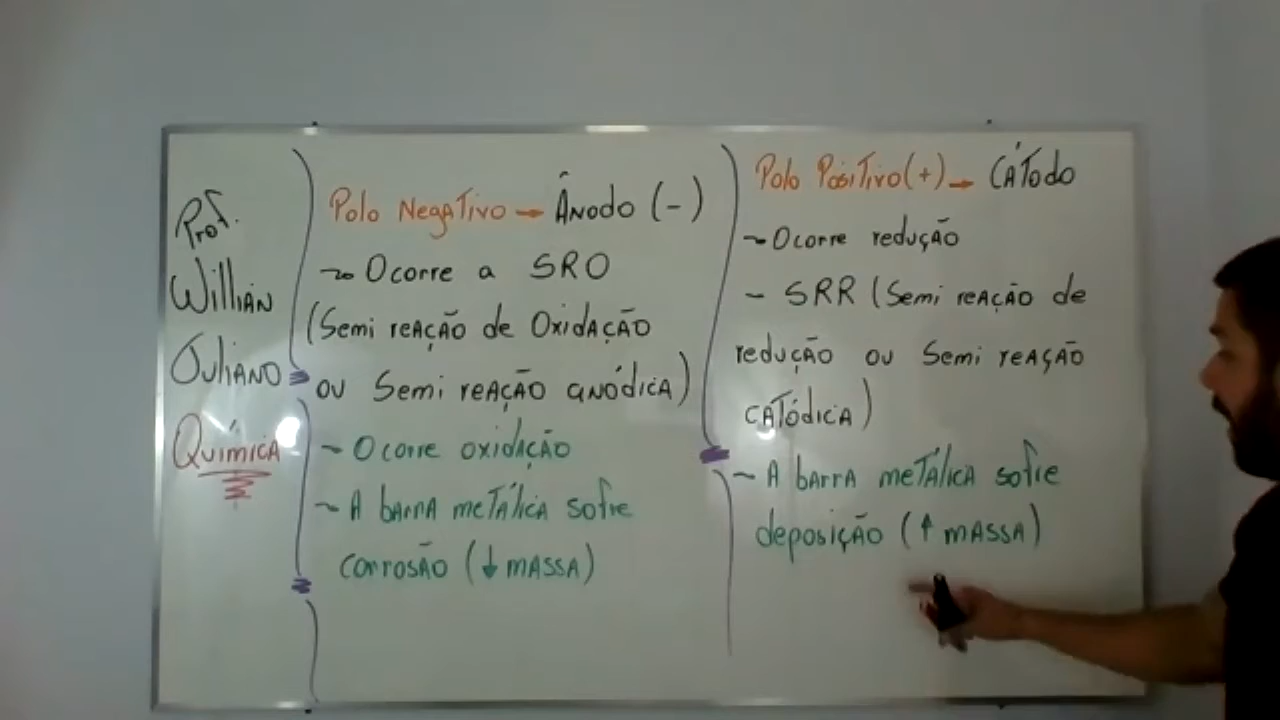 Prof.
Willian
Juliano
Química
Polo Negativo → Ânodo (-)
~ Ocorre a SRO
(Semi reação de Oxidação
ou Semi reação anódica)
~ Ocorre oxidação
~ A barra metálica sofre
corrosão (↓ massa)
Polo Positivo (+) → Cátodo
~ Ocorre redução
- SRR (Semi reação de
redução ou Semi reação
catódica)
~ A barra metálica sofre
deposição (↑ massa)